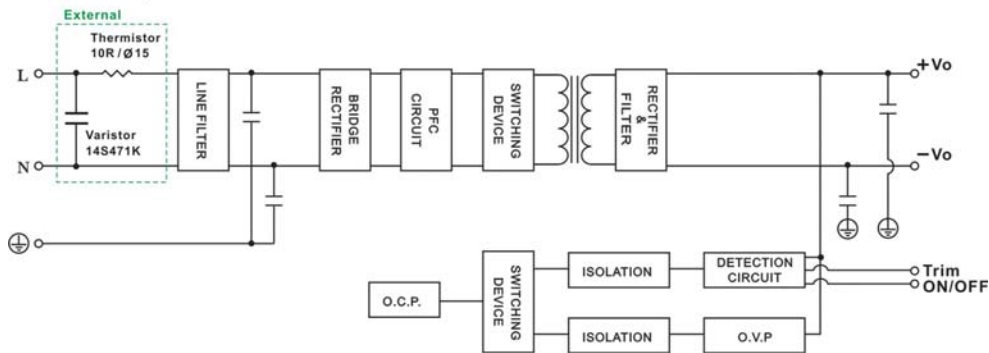 External
Thermistor
10R / Ø15
L
Varistor
14S471K
N
LINE FILTER
BRIDGE
RECTIFIER
PFC
CIRCUIT
SWITCHING
DEVICE
RECTIFIER
&
FILTER
+Vo
−Vo
O.C.P.
SWITCHING
DEVICE
ISOLATION
DETECTION
CIRCUIT
Trim
ON/OFF
ISOLATION
O.V.P